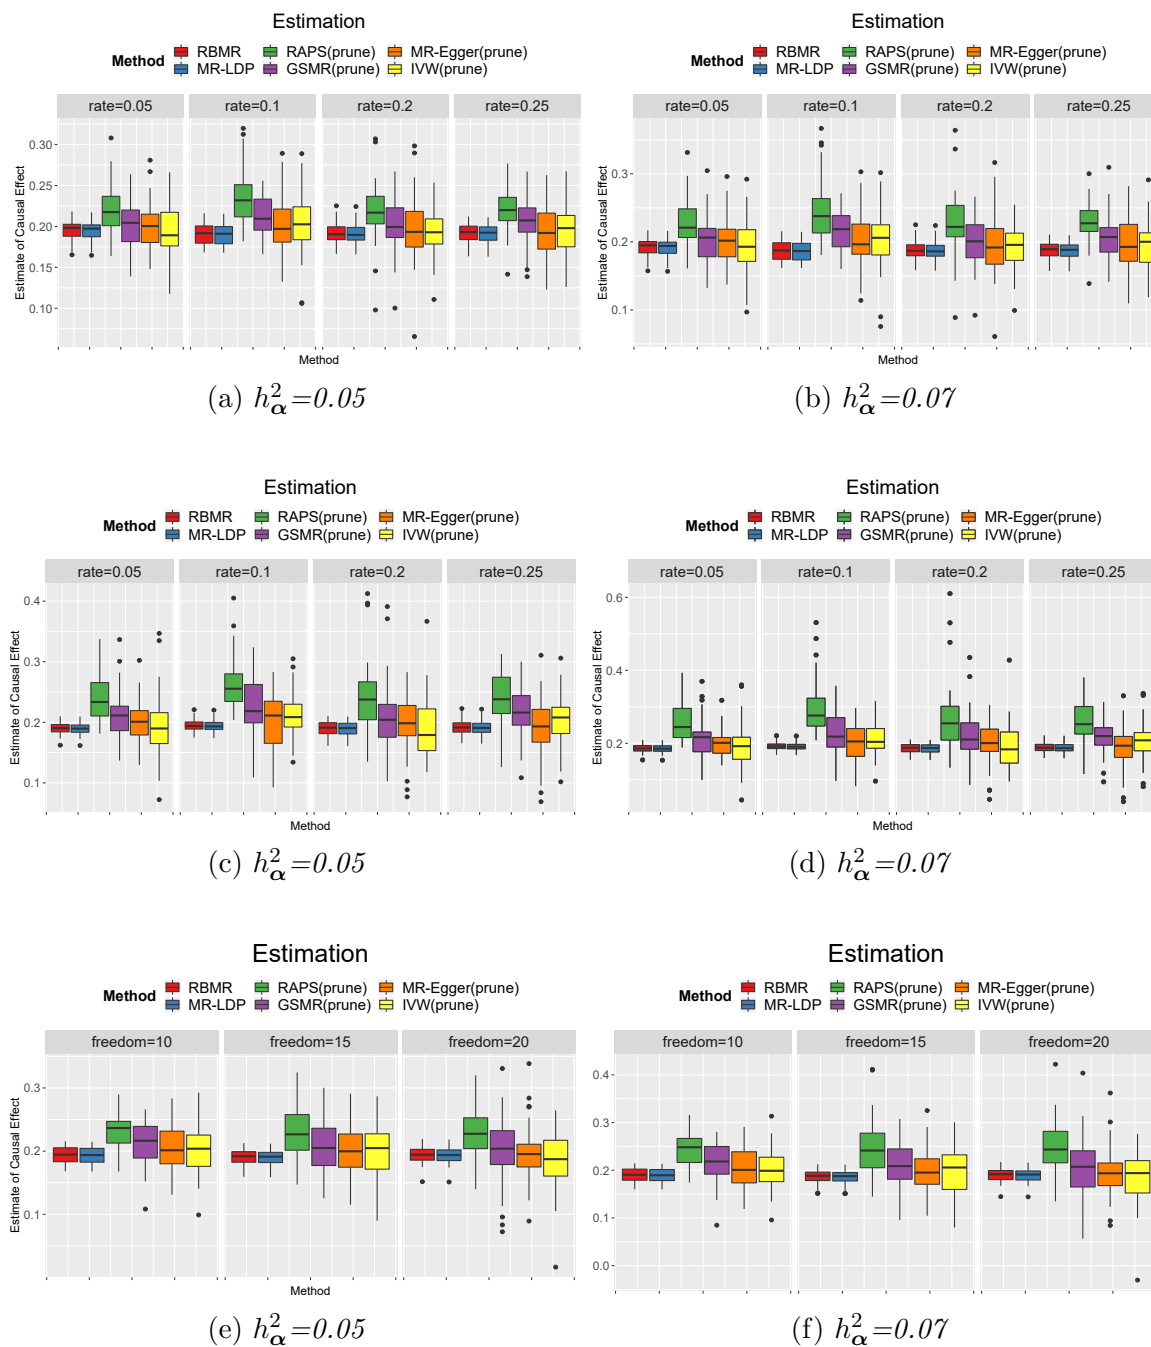 Estimation
Method RBMR RAPS(prune) MR-Egger(prune)
MR-LDP GSMR(prune) IVW(prune)
rate=0.05 rate=0.1 rate=0.2 rate=0.25
Estimate of Causal Effect
0.30
0.25
0.20
0.15
0.10
Method
(a) h²α=0.05
Estimation
Method RBMR RAPS(prune) MR-Egger(prune)
MR-LDP GSMR(prune) IVW(prune)
rate=0.05 rate=0.1 rate=0.2 rate=0.25
Estimate of Causal Effect
0.3
0.2
0.1
Method
(b) h²α=0.07
Estimation
Method RBMR RAPS(prune) MR-Egger(prune)
MR-LDP GSMR(prune) IVW(prune)
rate=0.05 rate=0.1 rate=0.2 rate=0.25
Estimate of Causal Effect
0.4
0.3
0.2
0.1
Method
(c) h²α=0.05
Estimation
Method RBMR RAPS(prune) MR-Egger(prune)
MR-LDP GSMR(prune) IVW(prune)
rate=0.05 rate=0.1 rate=0.2 rate=0.25
Estimate of Causal Effect
0.6
0.4
0.2
Method
(d) h²α=0.07
Estimation
Method RBMR RAPS(prune) MR-Egger(prune)
MR-LDP GSMR(prune) IVW(prune)
freedom=10 freedom=15 freedom=20
Estimate of Causal Effect
0.3
0.2
0.1
Method
(e) h²α=0.05
Estimation
Method RBMR RAPS(prune) MR-Egger(prune)
MR-LDP GSMR(prune) IVW(prune)
freedom=10 freedom=15 freedom=20
0.4
0.3
0.2
0.1
0.0
(f) h²α=0.07